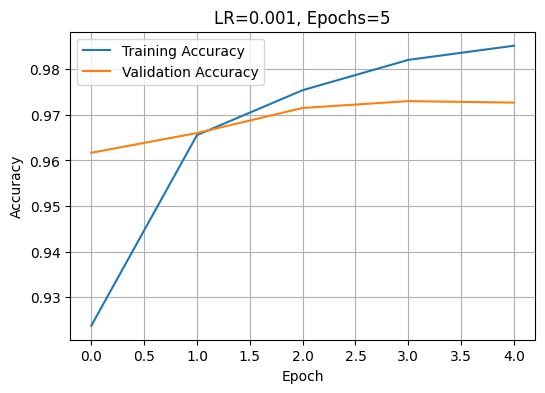 LR=0.001, Epochs=5
Training Accuracy
Validation Accuracy
Accuracy
0.98
0.97
0.96
0.95
0.94
0.93
0.0 0.5 1.0 1.5 2.0 2.5 3.0 3.5 4.0
Epoch